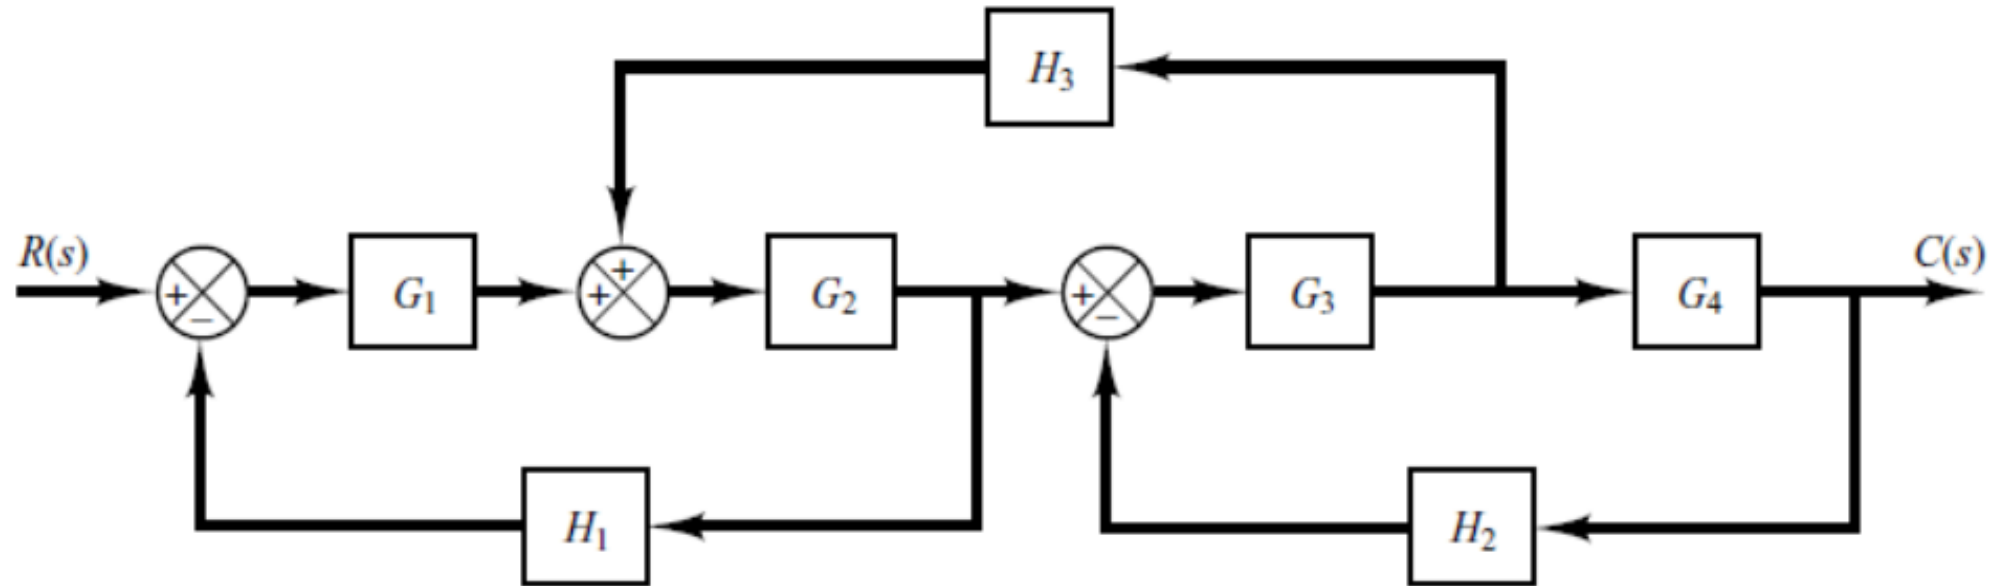 H₃
R(s)
+
−
G₁
+
+
G₂
+
−
G₃
G₄
C(s)
H₁
H₂